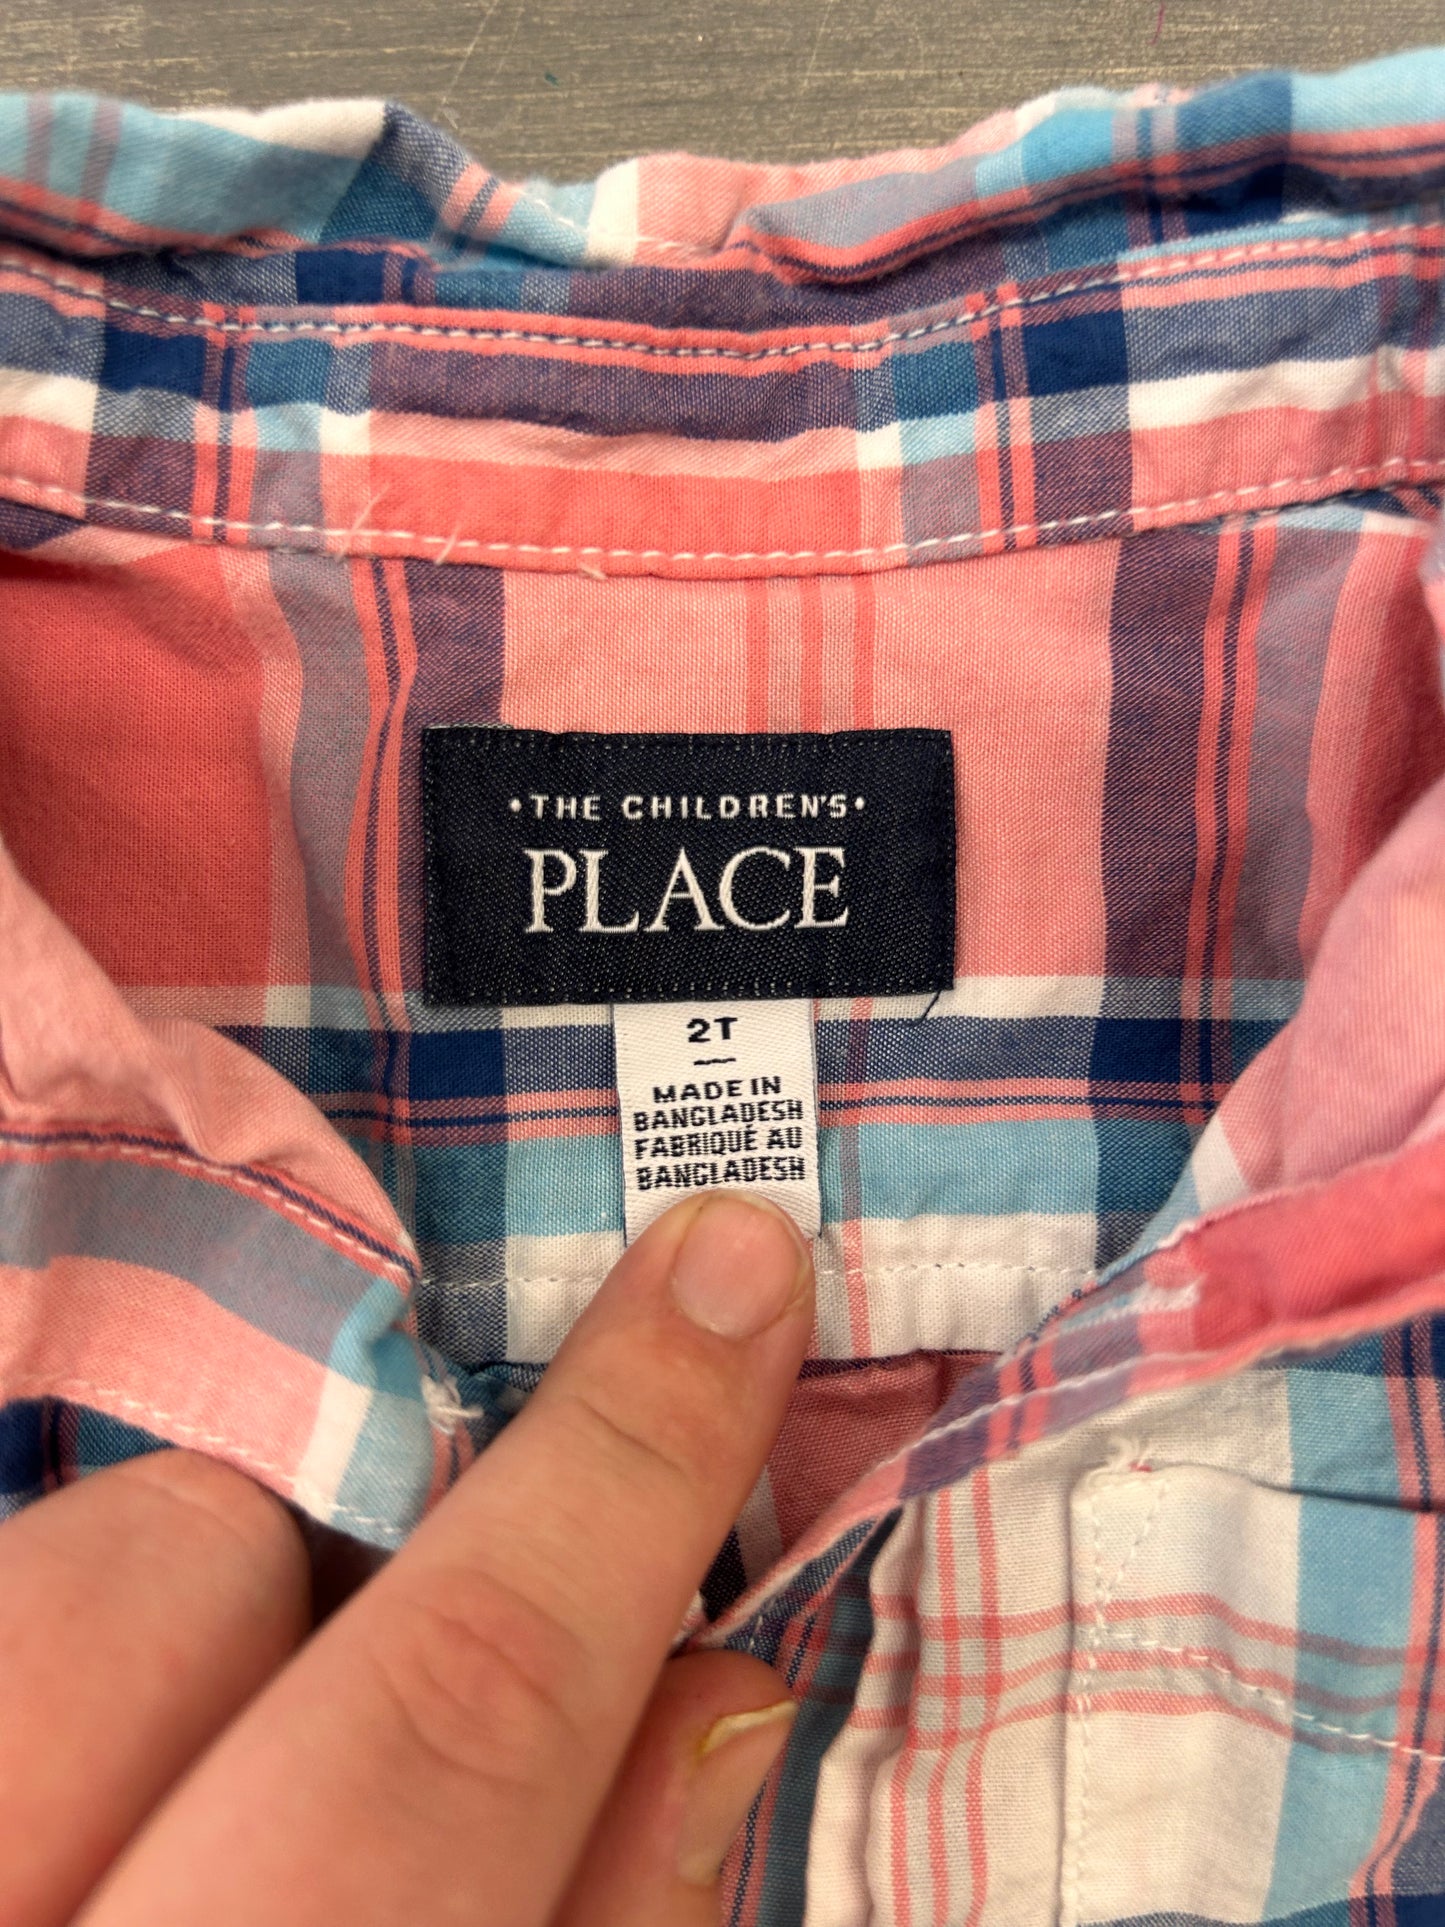 •THE CHILDREN'S•
PLACE
2T
—
MADE IN
BANGLADESH
FABRIQUÉ AU
BANGLADESH